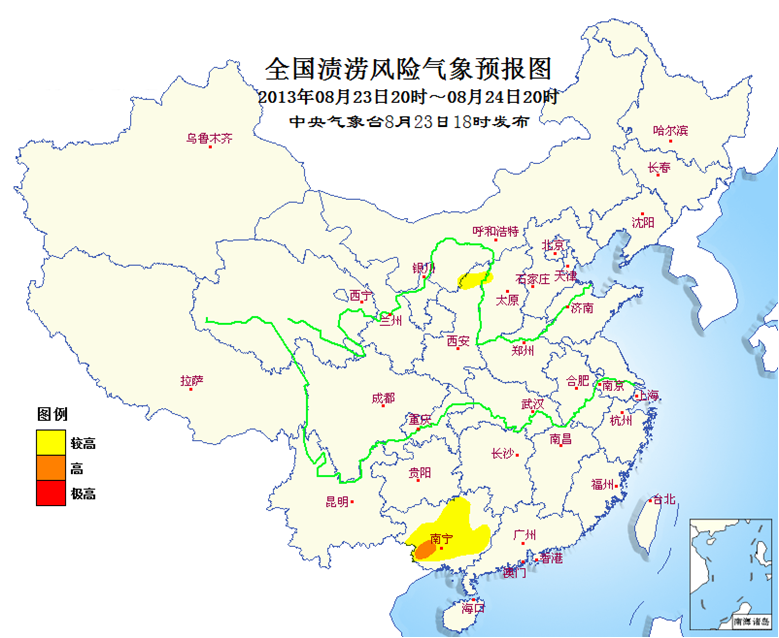 全国渍涝风险气象预报图
2013年08月23日20时～08月24日20时
中央气象台8月23日18时发布
哈尔滨
乌鲁木齐
长春
沈阳
呼和浩特
北京
银川
石家庄
天津
西宁
太原
济南
兰州
西安
郑州
拉萨
合肥
南京
成都
上海
武汉
重庆
杭州
图例
南昌
较高
长沙
高
贵阳
福州
极高
昆明
台北
南宁
广州
香港
澳门
海口
南海诸岛